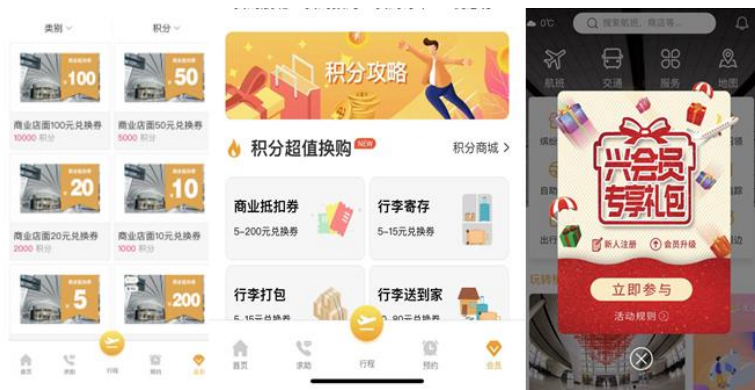 类别
积分
100
50
商业店面100元兑换券
商业店面50元兑换券
10000 积分
5000 积分
20
10
商业店面20元兑换券
商业店面10元兑换券
2000 积分
1000 积分
5
200
首页
求助
行程
预约
会员
积分攻略
积分超值换购 NEW
积分商城 >
商业抵扣券
行李寄存
5-200元兑换券
5-15元兑换券
行李打包
行李送到家
5-15元兑换券
首页
求助
行程
预约
会员
0℃
搜索航班、商店等...
航班
交通
服务
地图
兴会员
专享礼包
新人注册
会员升级
立即参与
活动规则